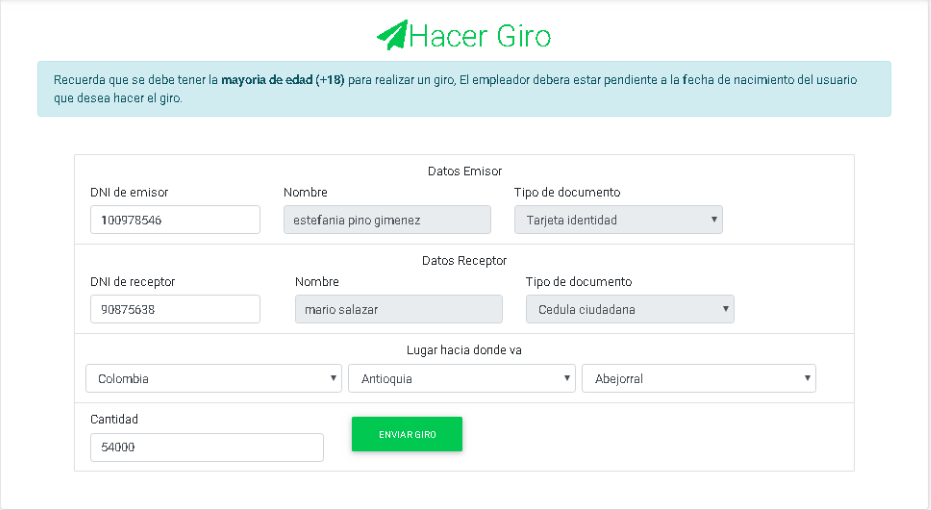 Hacer Giro
Recuerda que se debe tener la mayoria de edad (+18) para realizar un giro, El empleador debera estar pendiente a la fecha de nacimiento del usuario
que desea hacer el giro.
Datos Emisor
DNI de emisor Nombre Tipo de documento
100978546 estefania pino gimenez Tarjeta identidad
Datos Receptor
DNI de receptor Nombre Tipo de documento
90875638 mario salazar Cedula ciudadana
Lugar hacia donde va
Colombia Antioquia Abejorral
Cantidad
54000 ENVIAR GIRO